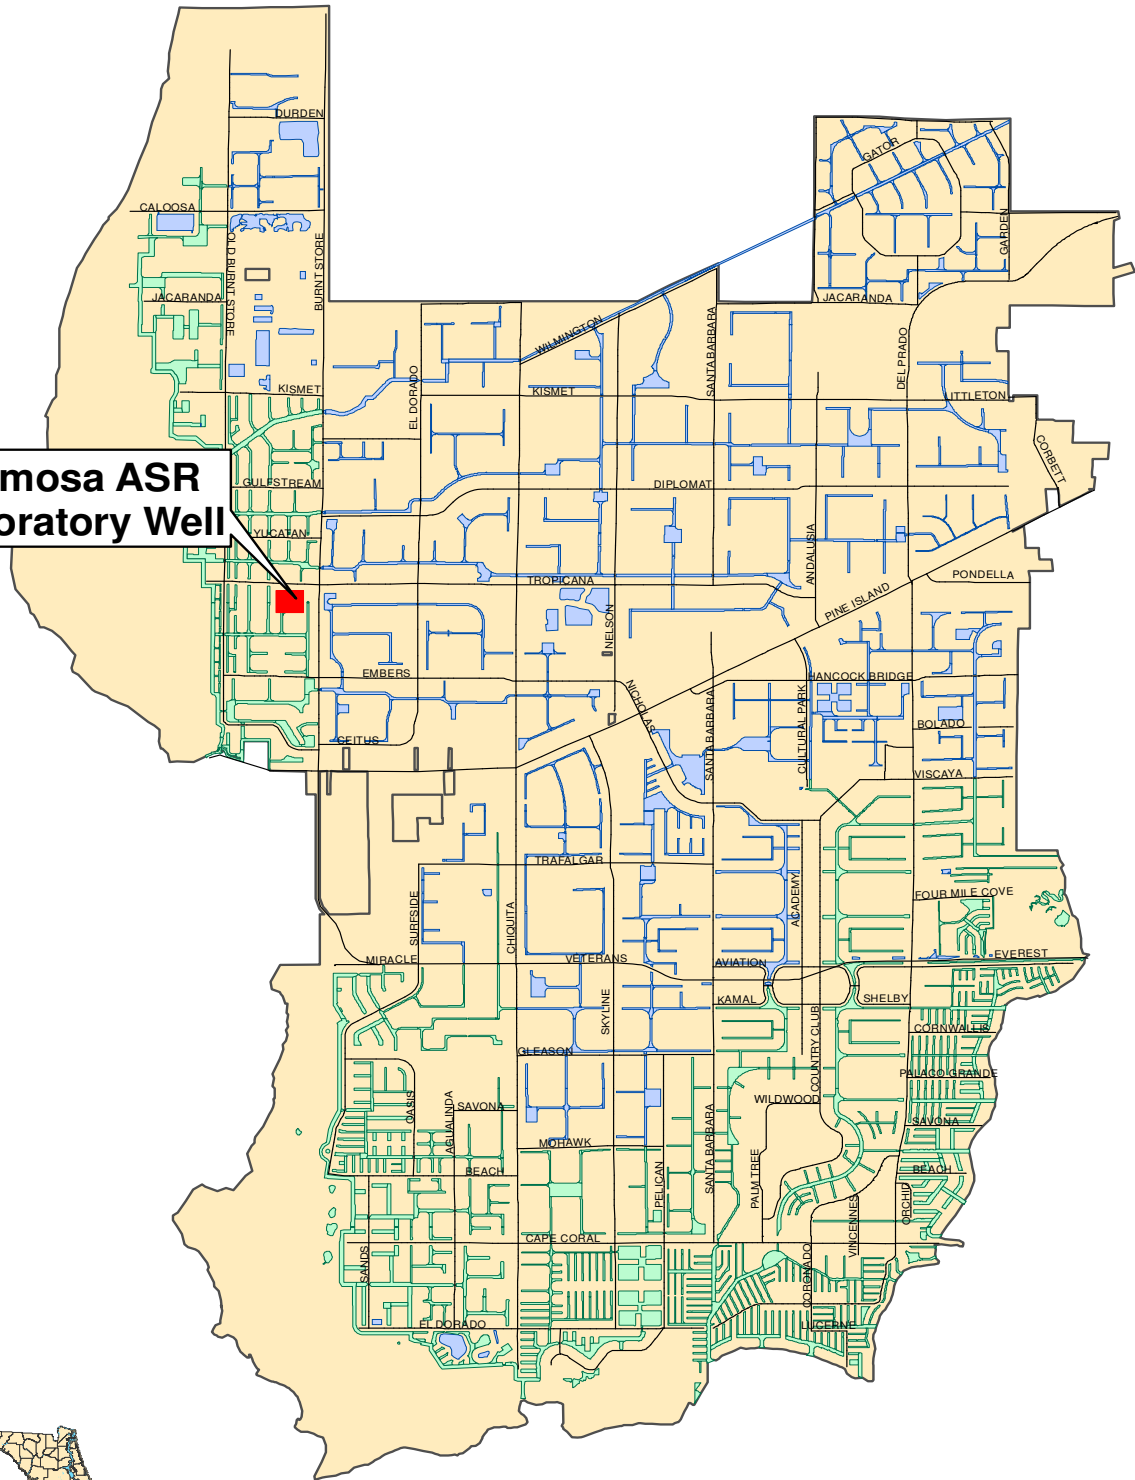 DURDEN
GATOR
CALOOSA
OLD BURNT STORE
BURNT STORE
GARDEN
JACARANDA
JACARANDA
WILMINGTON
SANTA BARBARA
DEL PRADO
KISMET
EL DORADO
KISMET
LITTLETON
CORBETT
mosa ASR
oratory Well
GULFSTREAM
DIPLOMAT
YUCATAN
ANDALUSIA
TROPICANA
PONDELLA
PINE ISLAND
NELSON
EMBERS
HANCOCK BRIDGE
NICHOLAS
SANTA BARBARA
CULTURAL PARK
BOLADO
CEITUS
VISCAYA
TRAFALGAR
SURFSIDE
CHIQUITA
ACADEMY
FOUR MILE COVE
MIRACLE
VETERANS
AVIATION
EVEREST
SKYLINE
KAMAL
SHELBY
COUNTRY CLUB
CORNWALLIS
GLEASON
PALACO GRANDE
OASIS
AGUALINDA
SAVONA
WILDWOOD
SANTA BARBARA
SAVONA
MOHAWK
BEACH
PELICAN
PALM TREE
BEACH
ORCHID
VINCENNES
CAPE CORAL
SANDS
CORONADO
EL DORADO
LUCERNE